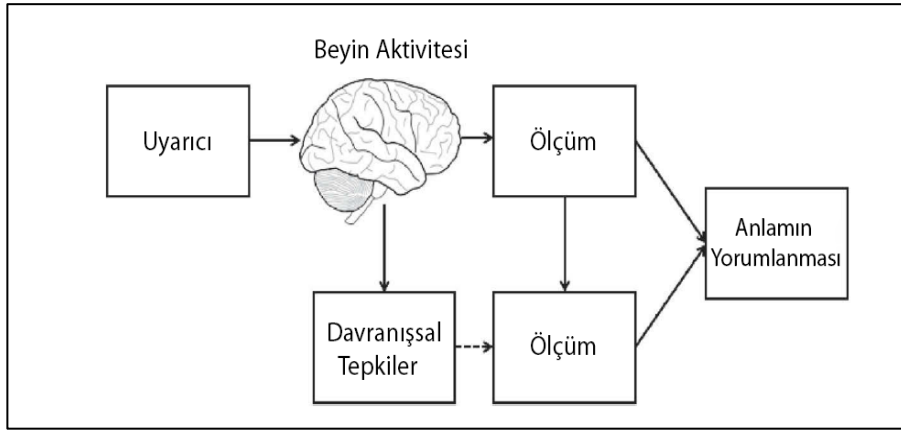 Beyin Aktivitesi
Uyarıcı
Ölçüm
Anlamın
Yorumlanması
Davranışsal
Tepkiler
Ölçüm